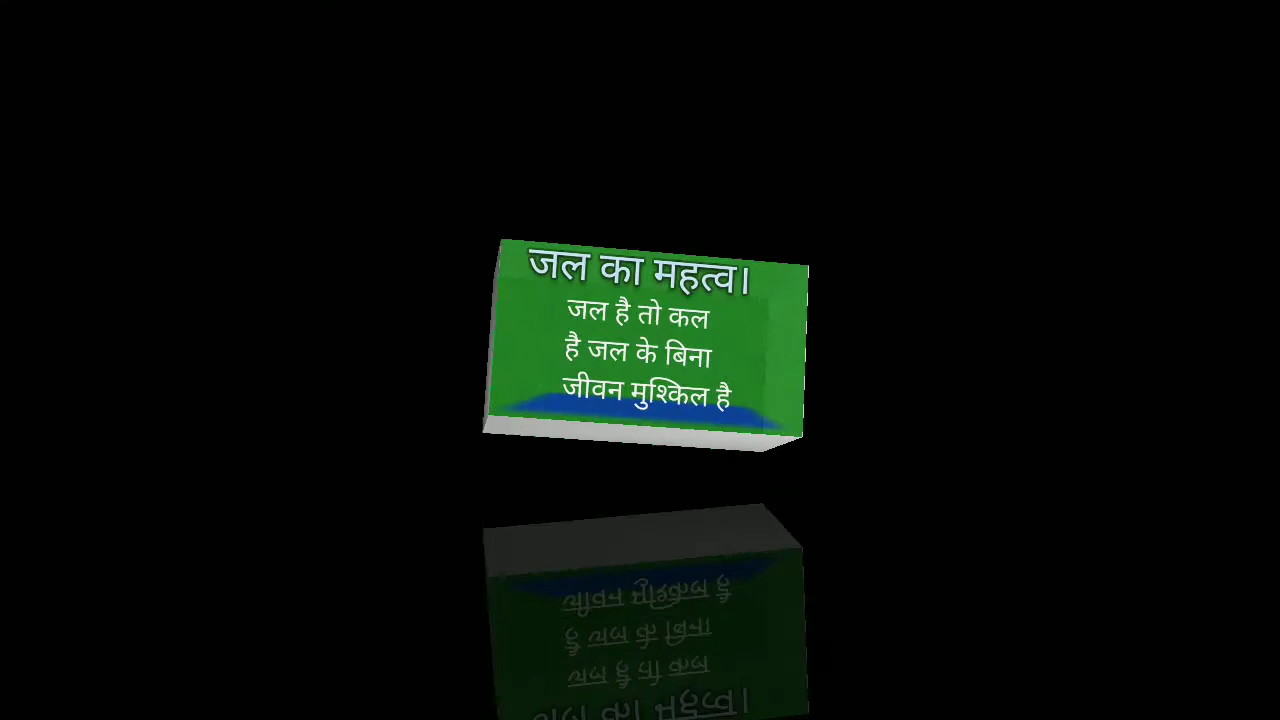 जल का महत्व।
जल है तो कल
है जल के बिना
जीवन मुश्किल है